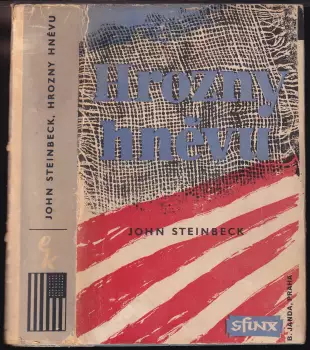 JOHN STEINBECK, HROZNY HNĚVU
Hrozny
hněvu
JOHN STEINBECK
sfinx
B. JANDA, PRAHA